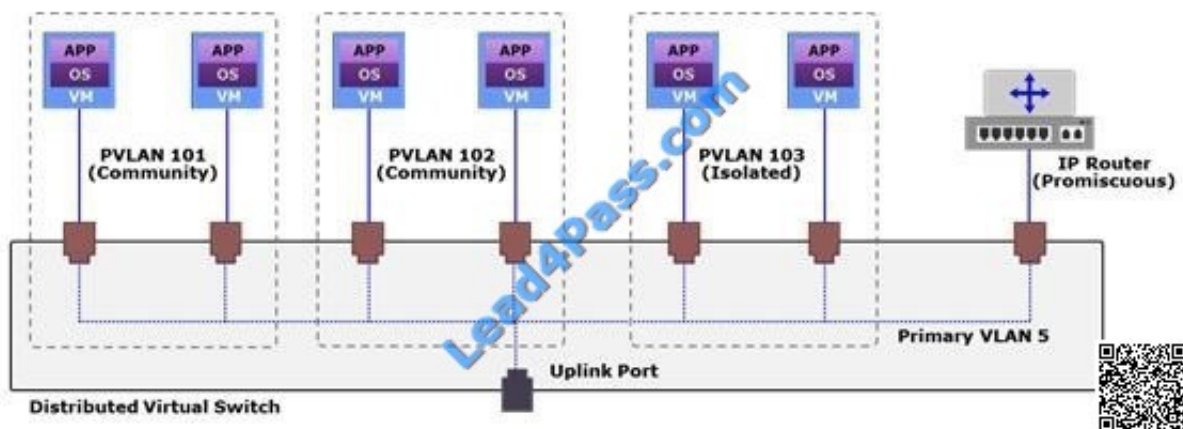 APP
OS
VM
APP
OS
VM
APP
OS
VM
APP
OS
VM
APP
OS
VM
APP
OS
VM
PVLAN 101
(Community)
PVLAN 102
(Community)
PVLAN 103
(Isolated)
IP Router
(Promiscuous)
Lead4Pass.com
Primary VLAN 5
Uplink Port
Distributed Virtual Switch